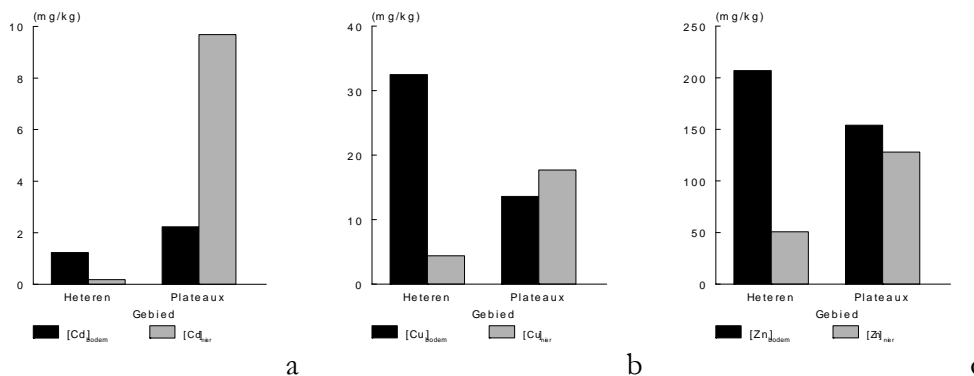 (mg/kg)
10
8
6
4
2
0
Heteren Plateaux
Gebied
[Cd]bodem [Cd]nier
a
(mg/kg)
40
30
20
10
0
Heteren Plateaux
Gebied
[Cu]bodem [Cu]nier
b
(mg/kg)
250
200
150
100
50
0
Heteren Plateaux
Gebied
[Zn]bodem [Zn]nier